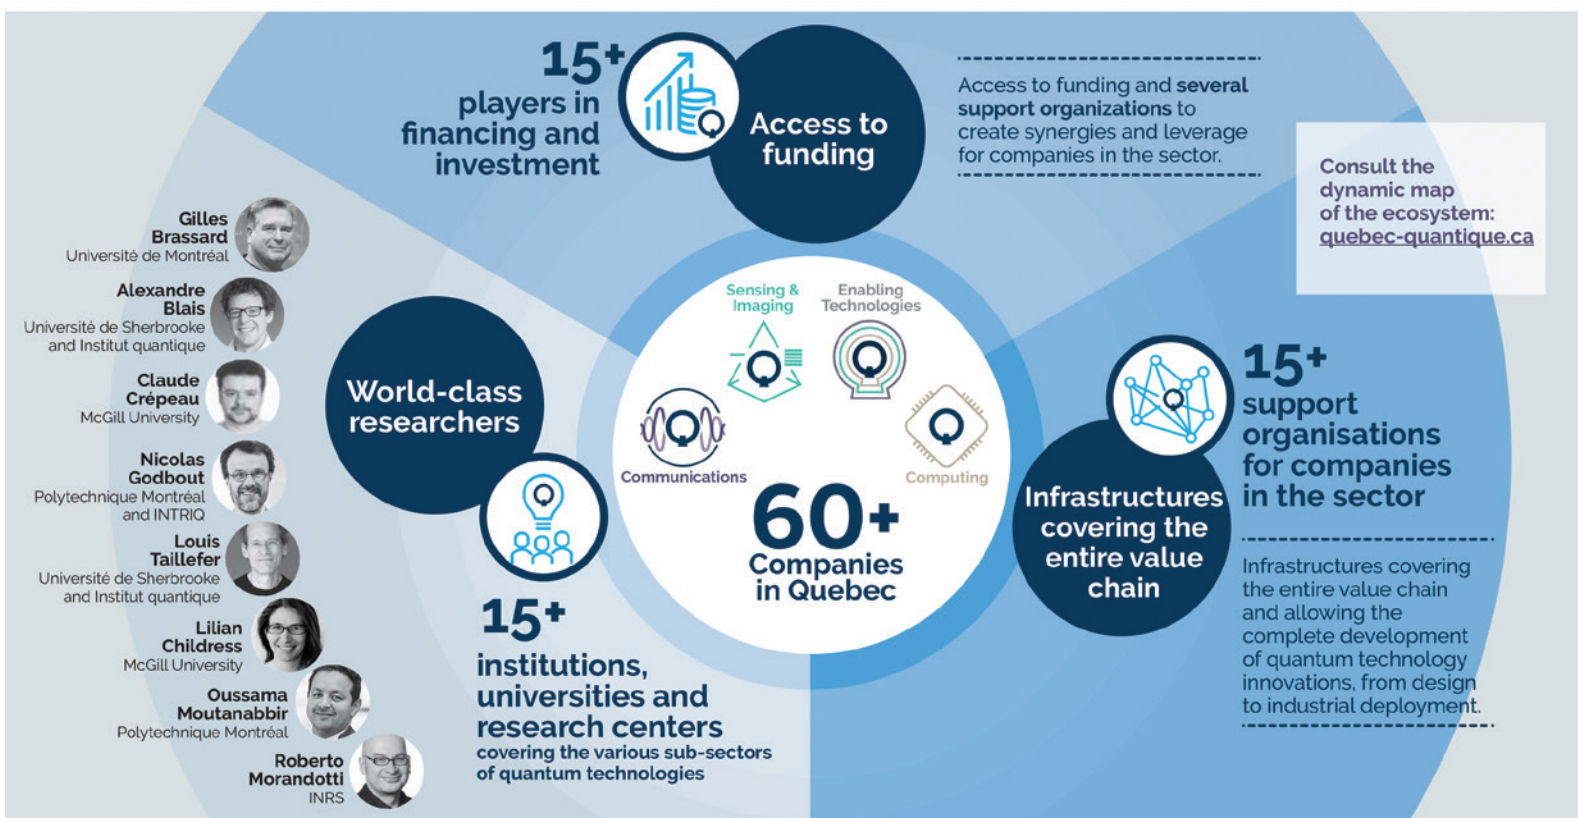 15+
players in
financing and
investment
Access to
funding
Access to funding and several
support organizations to
create synergies and leverage
for companies in the sector.
Consult the
dynamic map
of the ecosystem:
quebec-quantique.ca
Gilles
Brassard
Université de Montréal
Alexandre
Blais
Université de Sherbrooke
and Institut quantique
Claude
Crépeau
McGill University
Nicolas
Godbout
Polytechnique Montréal
and INTRIQ
Louis
Taillefer
Université de Sherbrooke
and Institut quantique
Lilian
Childress
McGill University
Oussama
Moutanabbir
Polytechnique Montréal
Roberto
Morandotti
INRS
World-class
researchers
15+
institutions,
universities and
research centers
covering the various sub-sectors
of quantum technologies
Sensing &
Imaging
Enabling
Technologies
Communications
Computing
60+
Companies
in Quebec
Infrastructures
covering the
entire value
chain
15+
support
organisations
for companies
in the sector
Infrastructures covering
the entire value chain
and allowing the
complete development
of quantum technology
innovations, from design
to industrial deployment.